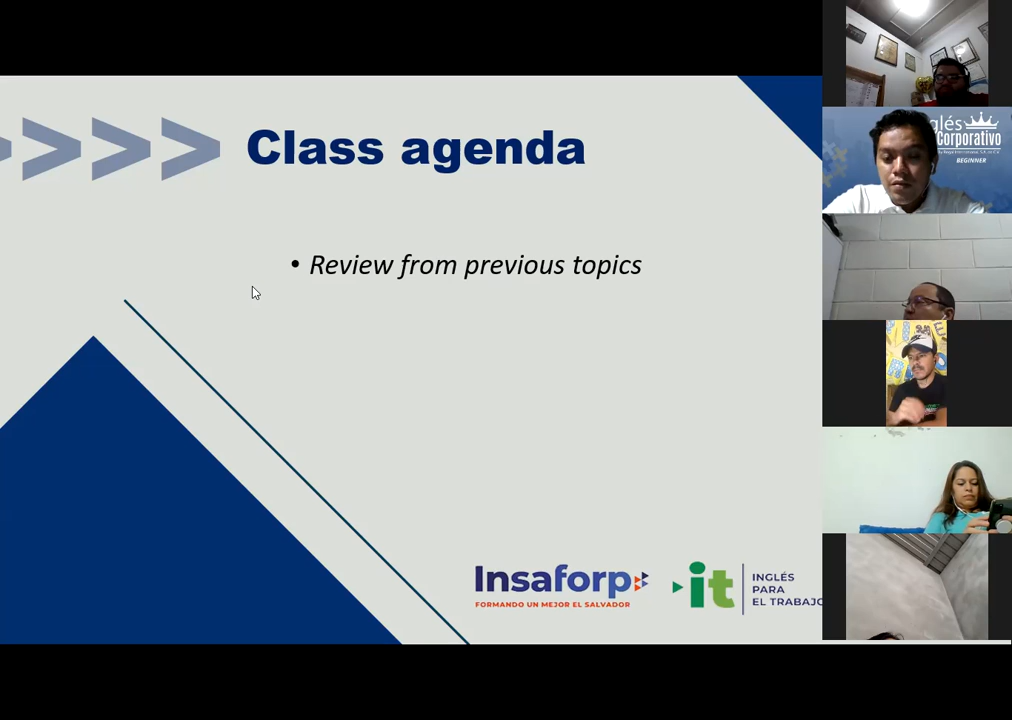 Class agenda
• Review from previous topics
Insaforp
FORMANDO UN MEJOR EL SALVADOR
it
INGLÉS
PARA
EL TRABAJO
glés
Corporativo
BEGINNER